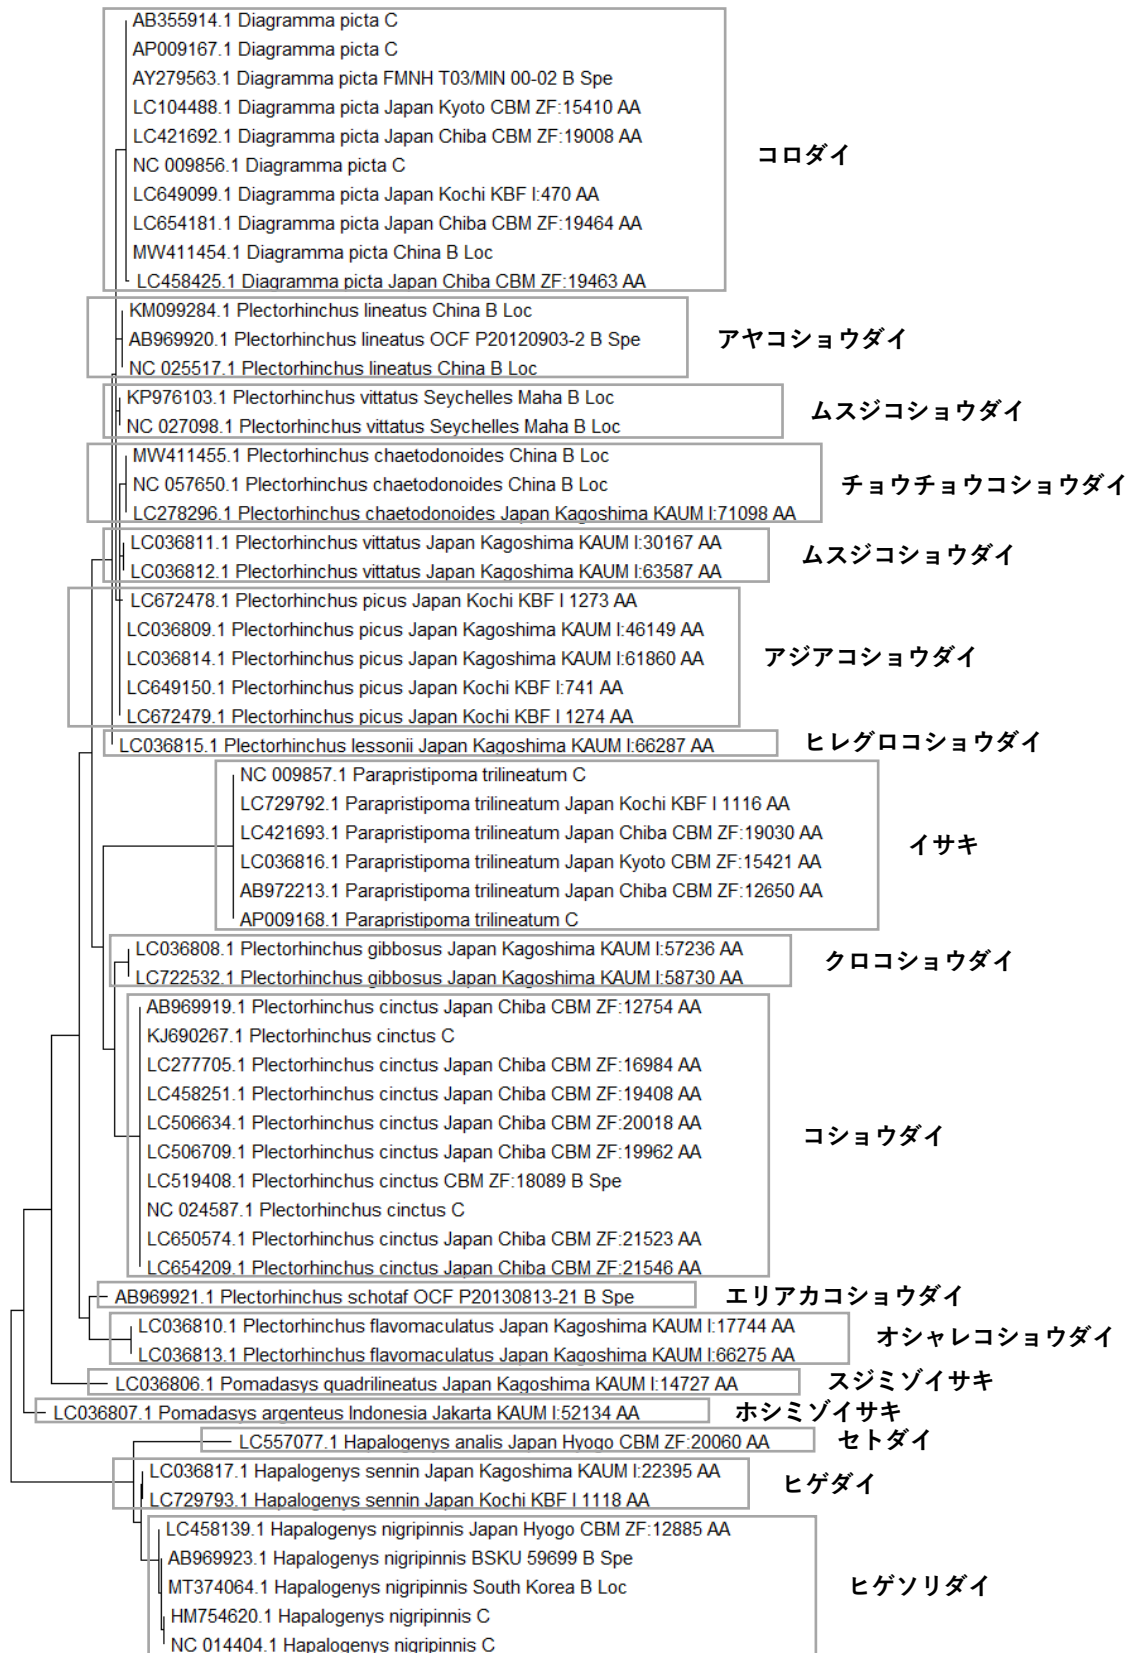 AB355914.1 Diagramma picta C
AP009167.1 Diagramma picta C
AY279563.1 Diagramma picta FMNH T03/MIN 00-02 B Spe
LC104488.1 Diagramma picta Japan Kyoto CBM ZF:15410 AA
LC421692.1 Diagramma picta Japan Chiba CBM ZF:19008 AA
コロダイ
NC 009856.1 Diagramma picta C
LC649099.1 Diagramma picta Japan Kochi KBF I:470 AA
LC654181.1 Diagramma picta Japan Chiba CBM ZF:19464 AA
MW411454.1 Diagramma picta China B Loc
LC458425.1 Diagramma picta Japan Chiba CBM ZF:19463 AA
KM099284.1 Plectorhinchus lineatus China B Loc
AB969920.1 Plectorhinchus lineatus OCF P20120903-2 B Spe
アヤコショウダイ
NC 025517.1 Plectorhinchus lineatus China B Loc
KP976103.1 Plectorhinchus vittatus Seychelles Maha B Loc
ムスジコショウダイ
NC 027098.1 Plectorhinchus vittatus Seychelles Maha B Loc
MW411455.1 Plectorhinchus chaetodonoides China B Loc
NC 057650.1 Plectorhinchus chaetodonoides China B Loc
チョウチョウコショウダイ
LC278296.1 Plectorhinchus chaetodonoides Japan Kagoshima KAUM I:71098 AA
LC036811.1 Plectorhinchus vittatus Japan Kagoshima KAUM I:30167 AA
ムスジコショウダイ
LC036812.1 Plectorhinchus vittatus Japan Kagoshima KAUM I:63587 AA
LC672478.1 Plectorhinchus picus Japan Kochi KBF I 1273 AA
LC036809.1 Plectorhinchus picus Japan Kagoshima KAUM I:46149 AA
LC036814.1 Plectorhinchus picus Japan Kagoshima KAUM I:61860 AA
アジアコショウダイ
LC649150.1 Plectorhinchus picus Japan Kochi KBF I:741 AA
LC672479.1 Plectorhinchus picus Japan Kochi KBF I 1274 AA
LC036815.1 Plectorhinchus lessonii Japan Kagoshima KAUM I:66287 AA
ヒレグロコショウダイ
NC 009857.1 Parapristipoma trilineatum C
LC729792.1 Parapristipoma trilineatum Japan Kochi KBF I 1116 AA
LC421693.1 Parapristipoma trilineatum Japan Chiba CBM ZF:19030 AA
イサキ
LC036816.1 Parapristipoma trilineatum Japan Kyoto CBM ZF:15421 AA
AB972213.1 Parapristipoma trilineatum Japan Chiba CBM ZF:12650 AA
AP009168.1 Parapristipoma trilineatum C
LC036808.1 Plectorhinchus gibbosus Japan Kagoshima KAUM I:57236 AA
クロコショウダイ
LC722532.1 Plectorhinchus gibbosus Japan Kagoshima KAUM I:58730 AA
AB969919.1 Plectorhinchus cinctus Japan Chiba CBM ZF:12754 AA
KJ690267.1 Plectorhinchus cinctus C
LC277705.1 Plectorhinchus cinctus Japan Chiba CBM ZF:16984 AA
LC458251.1 Plectorhinchus cinctus Japan Chiba CBM ZF:19408 AA
LC506634.1 Plectorhinchus cinctus Japan Chiba CBM ZF:20018 AA
コショウダイ
LC506709.1 Plectorhinchus cinctus Japan Chiba CBM ZF:19962 AA
LC519408.1 Plectorhinchus cinctus CBM ZF:18089 B Spe
NC 024587.1 Plectorhinchus cinctus C
LC650574.1 Plectorhinchus cinctus Japan Chiba CBM ZF:21523 AA
LC654209.1 Plectorhinchus cinctus Japan Chiba CBM ZF:21546 AA
AB969921.1 Plectorhinchus schotaf OCF P20130813-21 B Spe
エリアカコショウダイ
LC036810.1 Plectorhinchus flavomaculatus Japan Kagoshima KAUM I:17744 AA
オシャレコショウダイ
LC036813.1 Plectorhinchus flavomaculatus Japan Kagoshima KAUM I:66275 AA
LC036806.1 Pomadasys quadrilineatus Japan Kagoshima KAUM I:14727 AA
スジミゾイサキ
LC036807.1 Pomadasys argenteus Indonesia Jakarta KAUM I:52134 AA
ホシミゾイサキ
LC557077.1 Hapalogenys analis Japan Hyogo CBM ZF:20060 AA
セトダイ
LC036817.1 Hapalogenys sennin Japan Kagoshima KAUM I:22395 AA
ヒゲダイ
LC729793.1 Hapalogenys sennin Japan Kochi KBF I 1118 AA
LC458139.1 Hapalogenys nigripinnis Japan Hyogo CBM ZF:12885 AA
AB969923.1 Hapalogenys nigripinnis BSKU 59699 B Spe
MT374064.1 Hapalogenys nigripinnis South Korea B Loc
ヒゲソリダイ
HM754620.1 Hapalogenys nigripinnis C
NC 014404.1 Hapalogenys nigripinnis C